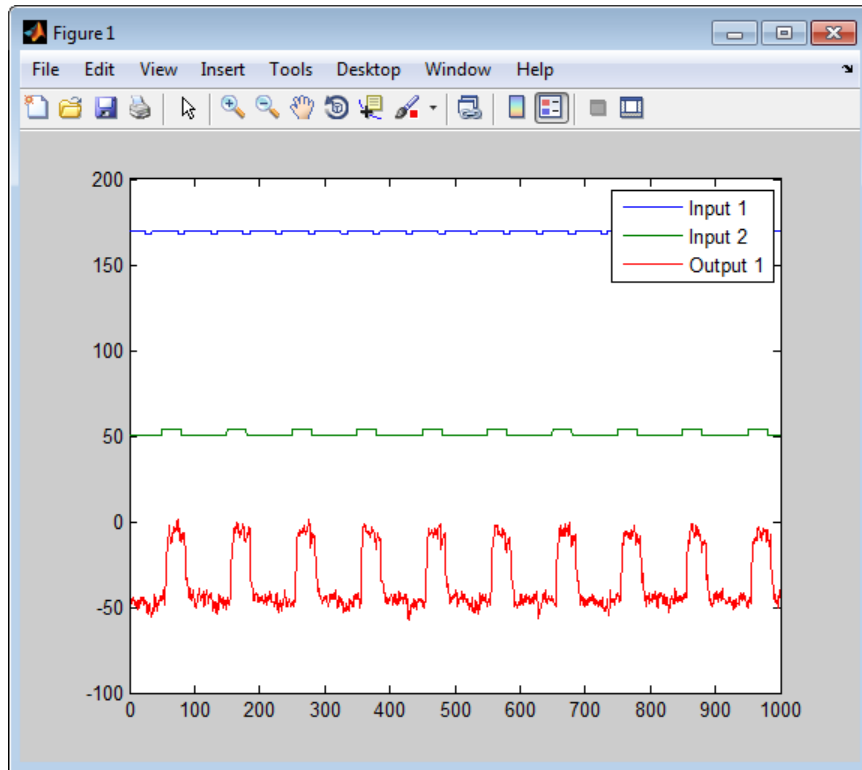 Figure 1
File Edit View Insert Tools Desktop Window Help
200
150
100
50
0
-50
-100
0 100 200 300 400 500 600 700 800 900 1000
Input 1
Input 2
Output 1